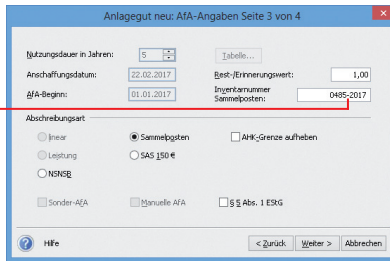 Anlagegut neu: AfA-Angaben Seite 3 von 4
Nutzungsdauer in Jahren: 5 Tabelle...
Anschaffungsdatum: 22.02.2017 Rest-/Erinnerungswert: 1,00
AfA-Beginn: 01.01.2017 Inventarnummer Sammelposten: 0485-2017
Abschreibungsart
linear Sammelposten AHK-Grenze aufheben
Leistung SAS 150 €
NSNSB
Sonder-AfA Manuelle AfA § 5 Abs. 1 EStG
Hilfe < Zurück Weiter > Abbrechen